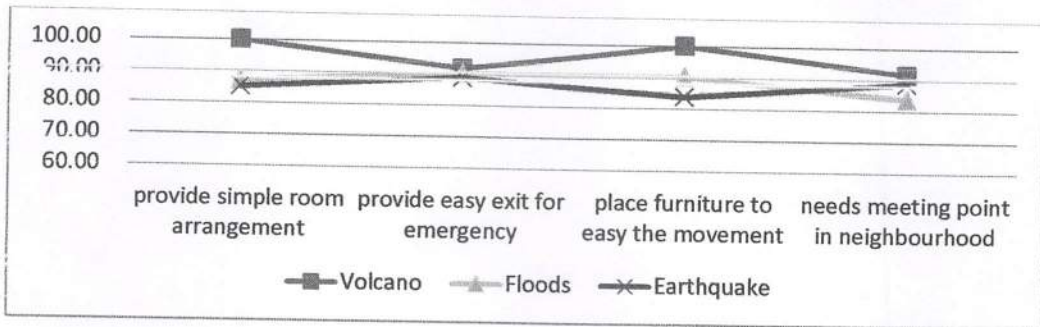 100.00
90.00
80.00
70.00
60.00
provide simple room arrangement
provide easy exit for emergency
place furniture to easy the movement
needs meeting point in neighbourhood
Volcano Floods Earthquake